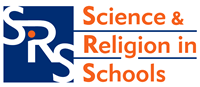 SRS
Science &
Religion in
Schools